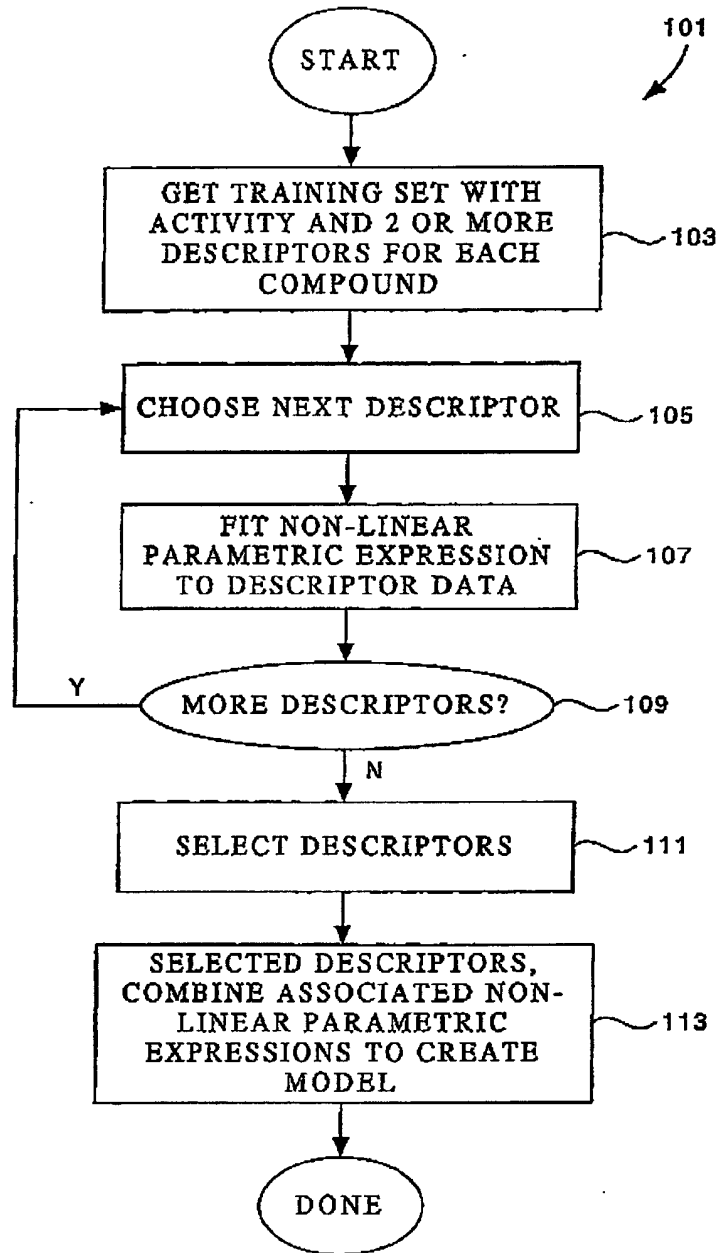 101
START
GET TRAINING SET WITH
ACTIVITY AND 2 OR MORE
DESCRIPTORS FOR EACH
COMPOUND
103
CHOOSE NEXT DESCRIPTOR
105
FIT NON-LINEAR
PARAMETRIC EXPRESSION
TO DESCRIPTOR DATA
107
Y
MORE DESCRIPTORS?
109
N
SELECT DESCRIPTORS
111
SELECTED DESCRIPTORS,
COMBINE ASSOCIATED NON-
LINEAR PARAMETRIC
EXPRESSIONS TO CREATE
MODEL
113
DONE